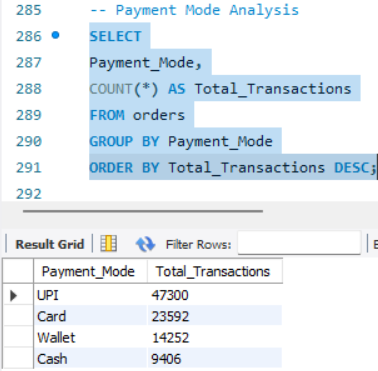 285 -- Payment Mode Analysis
286 SELECT
287 Payment_Mode,
288 COUNT(*) AS Total_Transactions
289 FROM orders
290 GROUP BY Payment_Mode
291 ORDER BY Total_Transactions DESC;
292
Result Grid Filter Rows:
Payment_Mode Total_Transactions
UPI 47300
Card 23592
Wallet 14252
Cash 9406